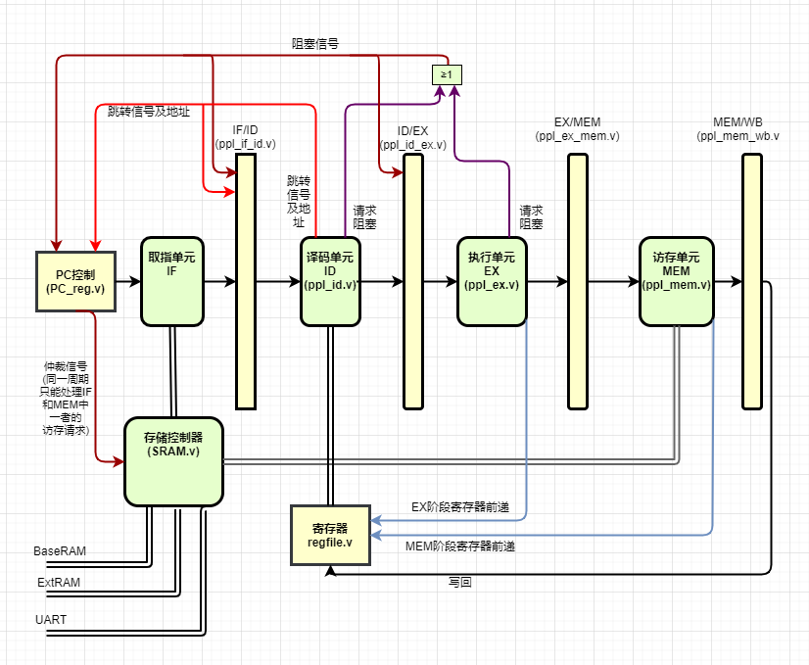 阻塞信号
≥1
跳转信号及地址
IF/ID
(ppl_if_id.v)
ID/EX
(ppl_id_ex.v)
EX/MEM
(ppl_ex_mem.v)
MEM/WB
(ppl_mem_wb.v
跳转
信号
及地
址
请求
阻塞
请求
阻塞
PC控制
(PC_reg.v)
取指单元
IF
译码单元
ID
(ppl_id.v)
执行单元
EX
(ppl_ex.v)
访存单元
MEM
(ppl_mem.v)
仲裁信号
(同一周期
只能处理IF
和MEM中
一者的
访存请求)
存储控制器
(SRAM.v)
寄存器
regfile.v
EX阶段寄存器前递
MEM阶段寄存器前递
写回
BaseRAM
ExtRAM
UART